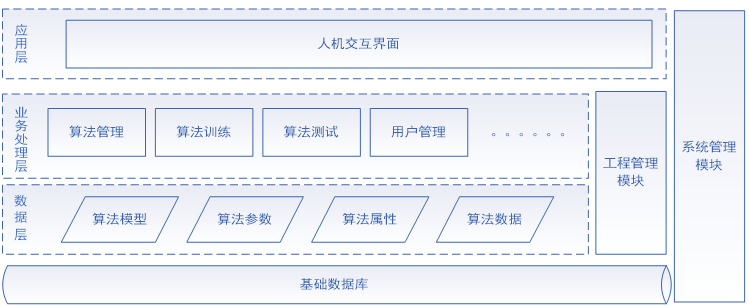 应用层
人机交互界面
业务处理层
算法管理
算法训练
算法测试
用户管理
。。。。。。
数据层
算法模型
算法参数
算法属性
算法数据
工程管理
模块
系统管理
模块
基础数据库